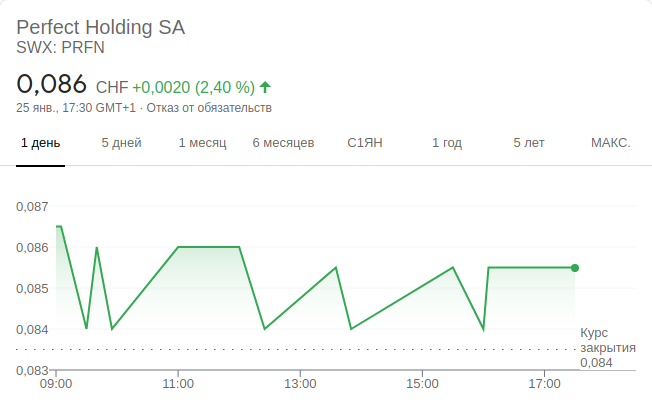 Perfect Holding SA
SWX: PRFN
0,086 CHF +0,0020 (2,40 %)
25 янв., 17:30 GMT+1 · Отказ от обязательств
1 день 5 дней 1 месяц 6 месяцев С1ЯН 1 год 5 лет МАКС.
0,087
0,086
0,085
0,084
0,083
Курс
закрытия
0,084
09:00 11:00 13:00 15:00 17:00